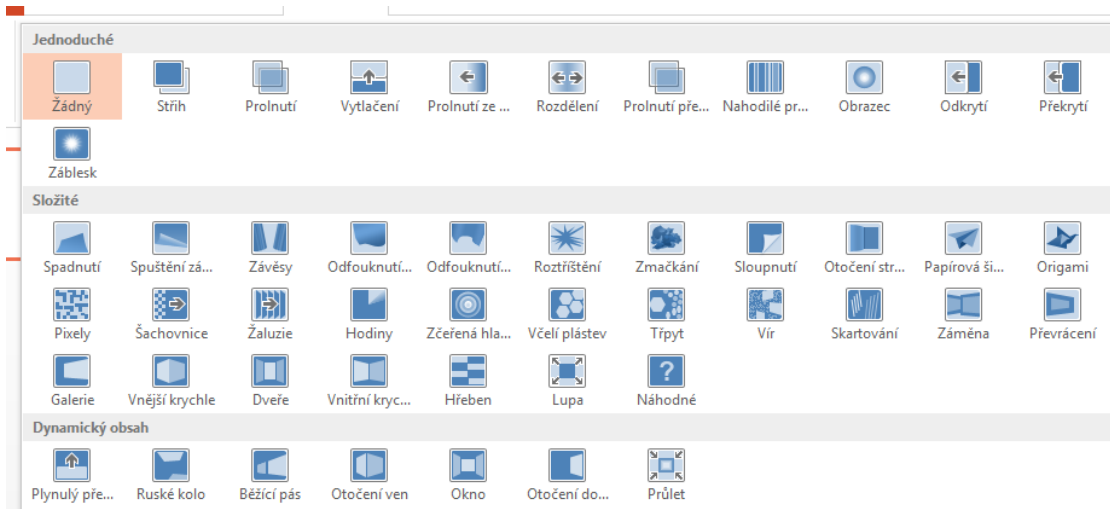 Jednoduché
Žádný Střih Prolnutí Vytlačení Prolnutí ze ... Rozdělení Prolnutí pře... Nahodilé pr... Obrazec Odkrytí Překrytí
Záblesk
Složité
Spadnutí Spuštění zá... Závěsy Odfouknutí... Odfouknutí... Roztříštění Zmačkání Sloupnutí Otočení str... Papírová ši... Origami
Pixely Šachovnice Žaluzie Hodiny Zčeřená hla... Včelí plástev Třpyt Vír Skartování Záměna Převrácení
Galerie Vnější krychle Dveře Vnitřní kryc... Hřeben Lupa Náhodné
Dynamický obsah
Plynulý pře... Ruské kolo Běžící pás Otočení ven Okno Otočení do... Průlet